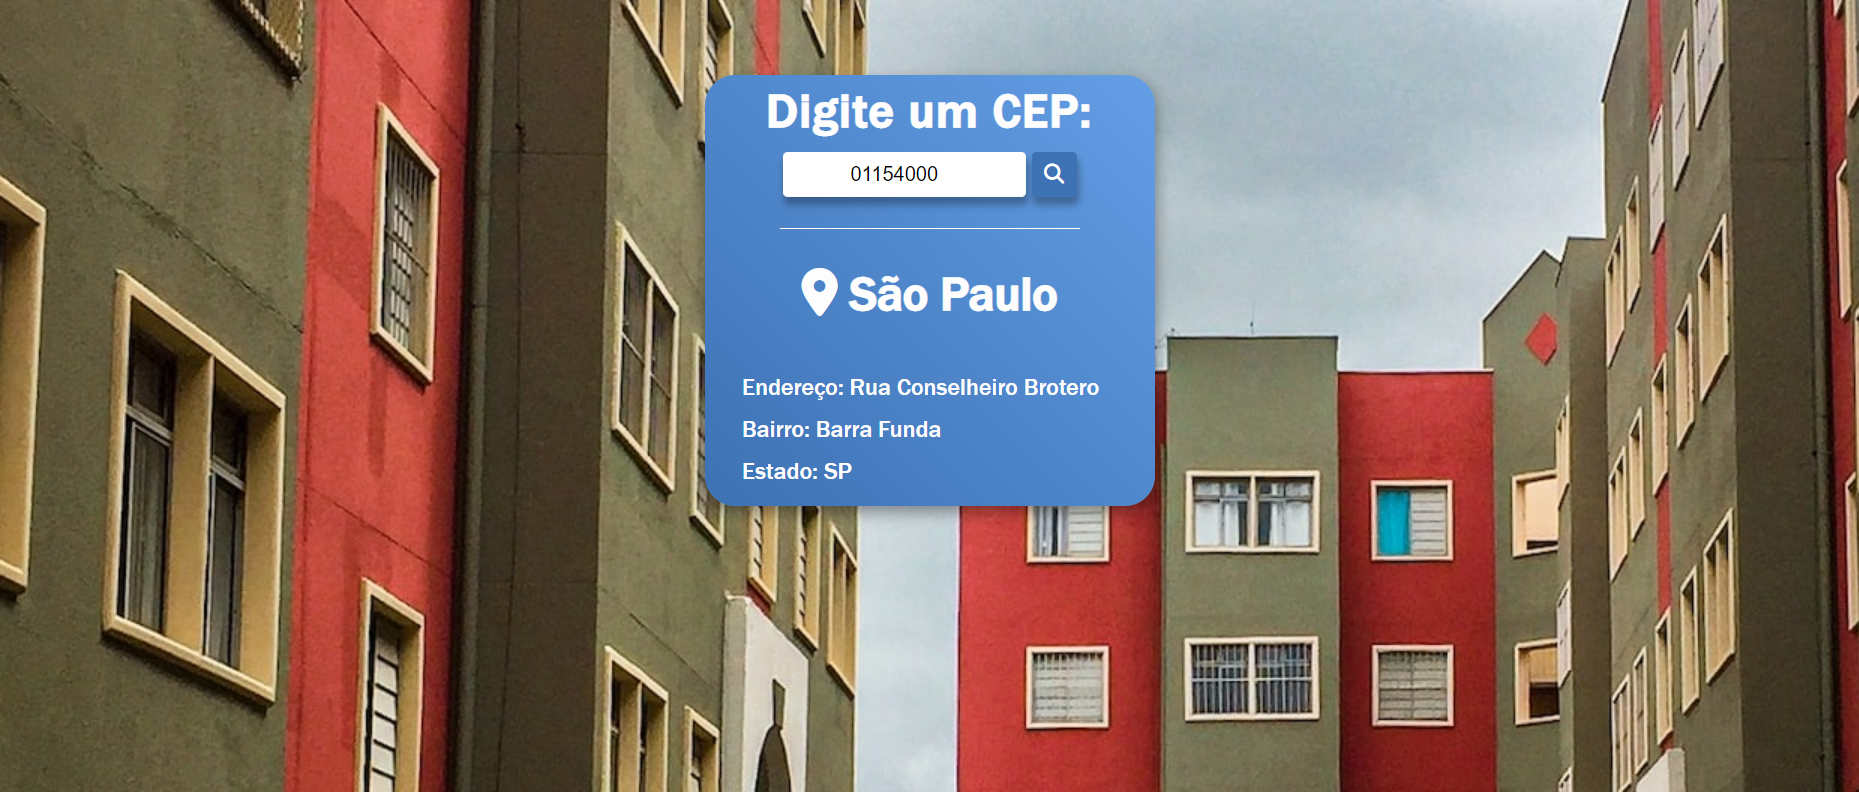 Digite um CEP:
01154000
São Paulo
Endereço: Rua Conselheiro Brotero
Bairro: Barra Funda
Estado: SP